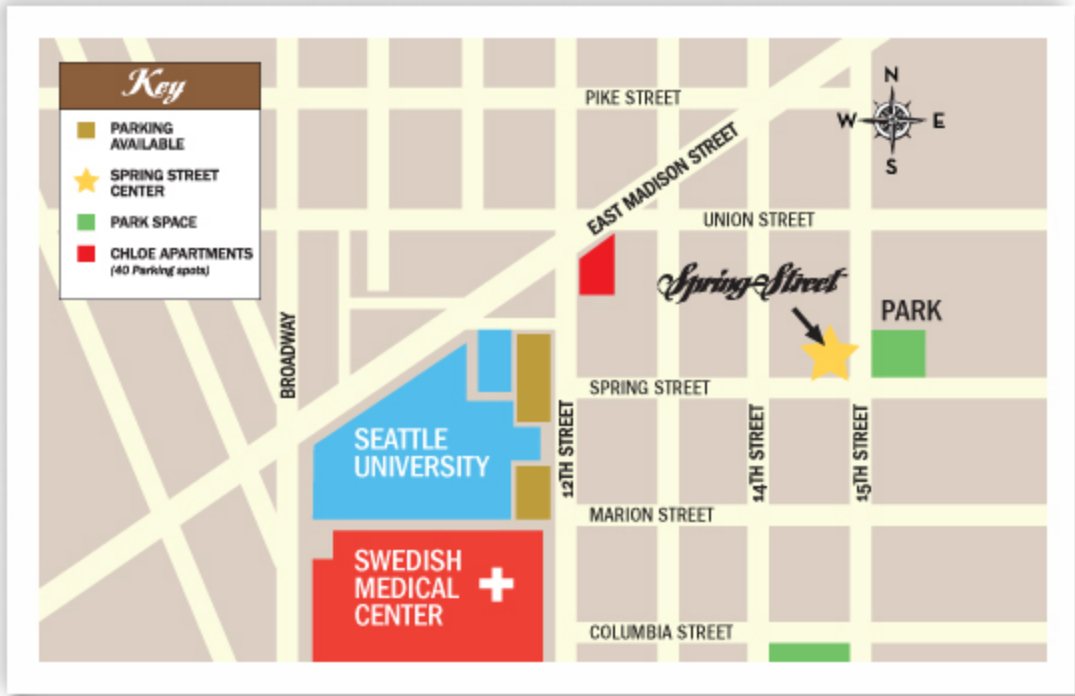 Key
PARKING
AVAILABLE
SPRING STREET
CENTER
PARK SPACE
CHLOE APARTMENTS
(40 Parking spots)
PIKE STREET
N
W
E
S
EAST MADISON STREET
UNION STREET
Spring Street
PARK
BROADWAY
SPRING STREET
SEATTLE
UNIVERSITY
12TH STREET
14TH STREET
15TH STREET
MARION STREET
SWEDISH
MEDICAL
CENTER
COLUMBIA STREET